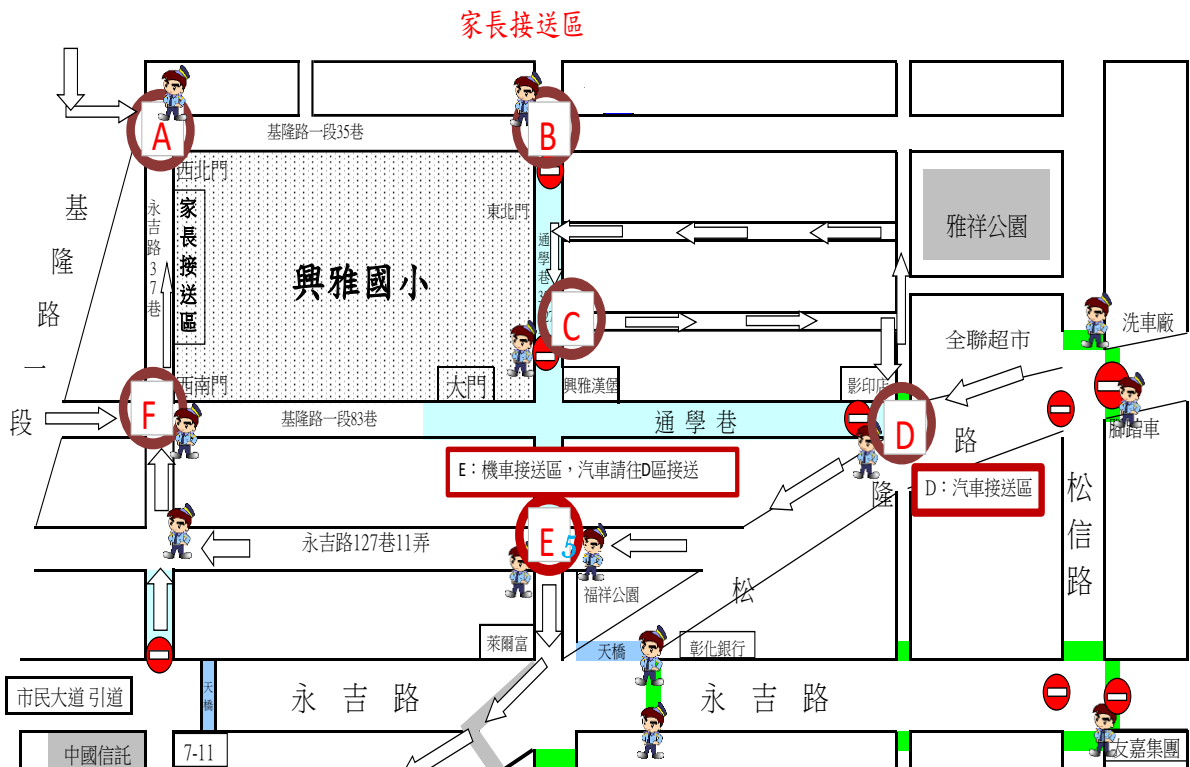 家長接送區
A
B
基隆路一段35巷
西北門
基隆路一段
永吉路37巷
家長接送區
興雅國小
東北門
通學巷
雅祥公園
C
洗車廠
全聯超市
西南門
大門
興雅漢堡
影印店
F
基隆路一段83巷
通學巷
D
路
腳踏車
E：機車接送區，汽車請往D區接送
D：汽車接送區
隆
松信路
E 5
永吉路127巷11弄
福祥公園
松
萊爾富
天橋
彰化銀行
天橋
市民大道引道
永吉路
永吉路
中國信託
7-11
友嘉集團